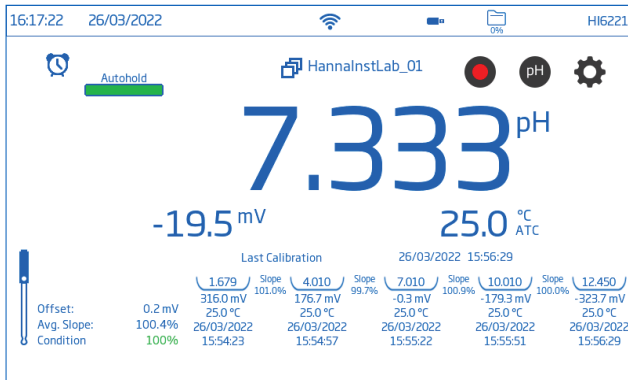 16:17:22 26/03/2022 0% HI6221
Autohold HannaInstLab_01 pH
7.333 pH
-19.5 mV 25.0 °C ATC
Last Calibration 26/03/2022 15:56:29
1.679 Slope 101.0% 4.010 Slope 99.7% 7.010 Slope 100.9% 10.010 Slope 100.0% 12.450
316.0 mV 176.7 mV -0.3 mV -179.3 mV -323.7 mV
Offset: 0.2 mV 25.0 °C 25.0 °C 25.0 °C 25.0 °C 25.0 °C
Avg. Slope: 100.4% 26/03/2022 26/03/2022 26/03/2022 26/03/2022 26/03/2022
Condition 100% 15:54:23 15:54:57 15:55:22 15:55:51 15:56:29